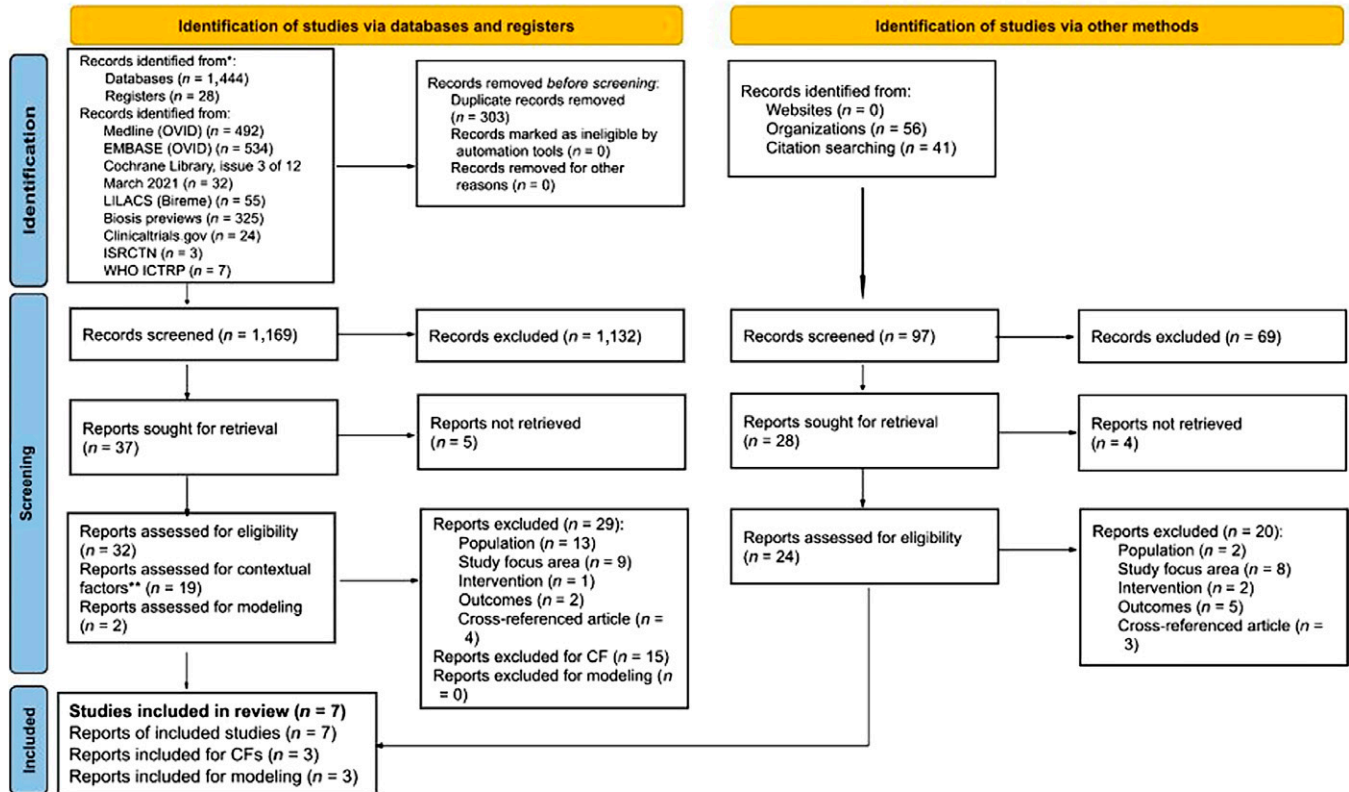 Identification of studies via databases and registers
Identification of studies via other methods
Identification
Records identified from*:
Databases (n = 1,444)
Registers (n = 28)
Records identified from:
Medline (OVID) (n = 492)
EMBASE (OVID) (n = 534)
Cochrane Library, issue 3 of 12
March 2021 (n = 32)
LILACS (Bireme) (n = 55)
Biosis previews (n = 325)
Clinicaltrials.gov (n = 24)
ISRCTN (n = 3)
WHO ICTRP (n = 7)
Records removed before screening:
Duplicate records removed
(n = 303)
Records marked as ineligible by
automation tools (n = 0)
Records removed for other
reasons (n = 0)
Records identified from:
Websites (n = 0)
Organizations (n = 56)
Citation searching (n = 41)
Screening
Records screened (n = 1,169)
Records excluded (n = 1,132)
Records screened (n = 97)
Records excluded (n = 69)
Reports sought for retrieval
(n = 37)
Reports not retrieved
(n = 5)
Reports sought for retrieval
(n = 28)
Reports not retrieved
(n = 4)
Reports assessed for eligibility
(n = 32)
Reports assessed for contextual
factors** (n = 19)
Reports assessed for modeling
(n = 2)
Reports excluded (n = 29):
Population (n = 13)
Study focus area (n = 9)
Intervention (n = 1)
Outcomes (n = 2)
Cross-referenced article (n =
4)
Reports excluded for CF (n = 15)
Reports excluded for modeling (n
= 0)
Reports assessed for eligibility
(n = 24)
Reports excluded (n = 20):
Population (n = 2)
Study focus area (n = 8)
Intervention (n = 2)
Outcomes (n = 5)
Cross-referenced article (n =
3)
Included
Studies included in review (n = 7)
Reports of included studies (n = 7)
Reports included for CFs (n = 3)
Reports included for modeling (n = 3)